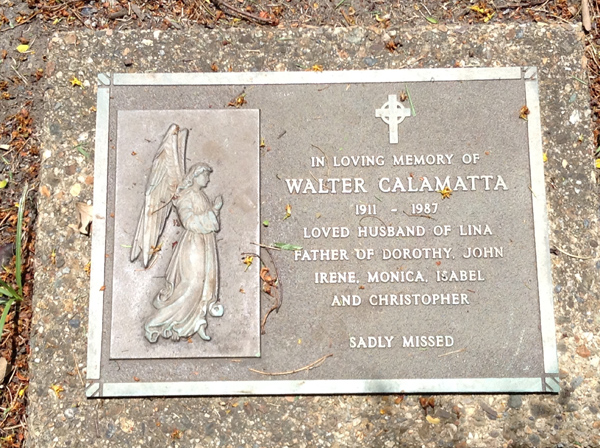 IN LOVING MEMORY OF
WALTER CALAMATTA
1911 - 1987
LOVED HUSBAND OF LINA
FATHER OF DOROTHY, JOHN
IRENE, MONICA, ISABEL
AND CHRISTOPHER
SADLY MISSED